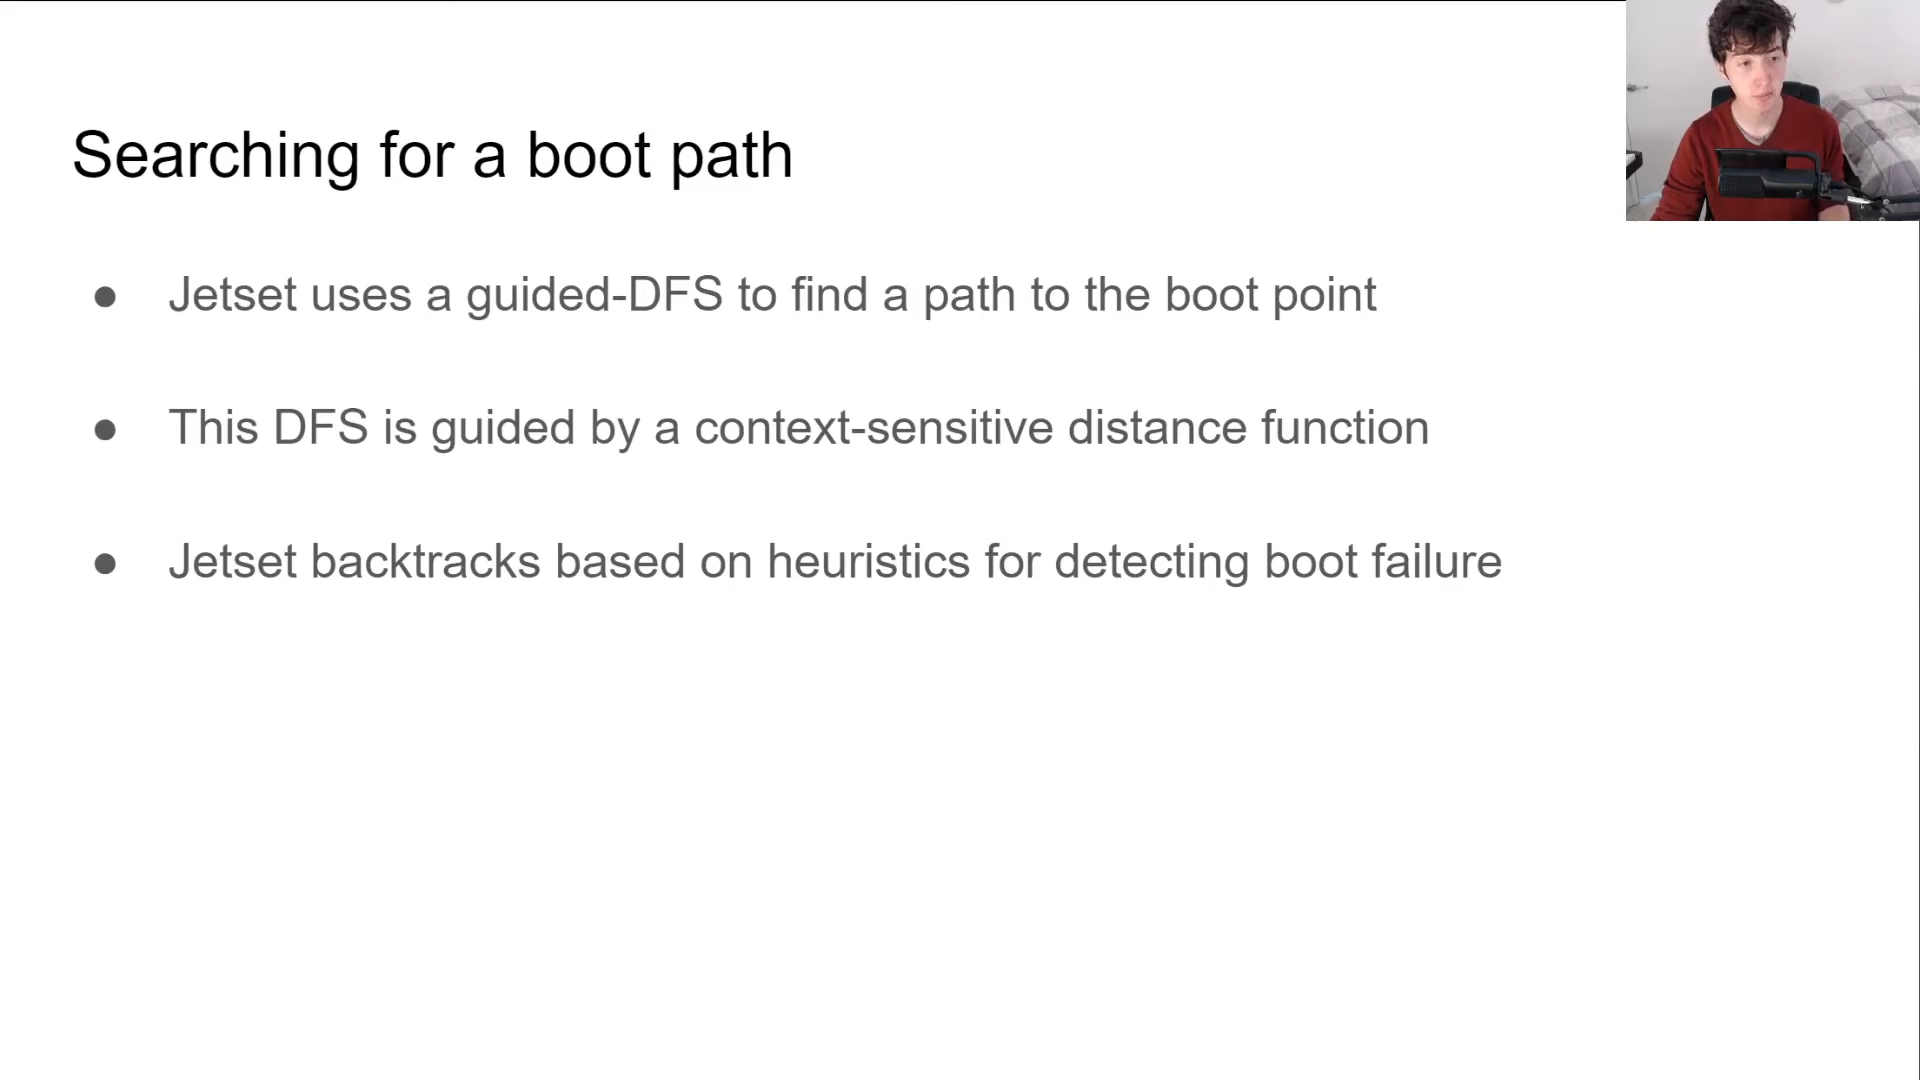 Searching for a boot path
● Jetset uses a guided-DFS to find a path to the boot point
● This DFS is guided by a context-sensitive distance function
● Jetset backtracks based on heuristics for detecting boot failure